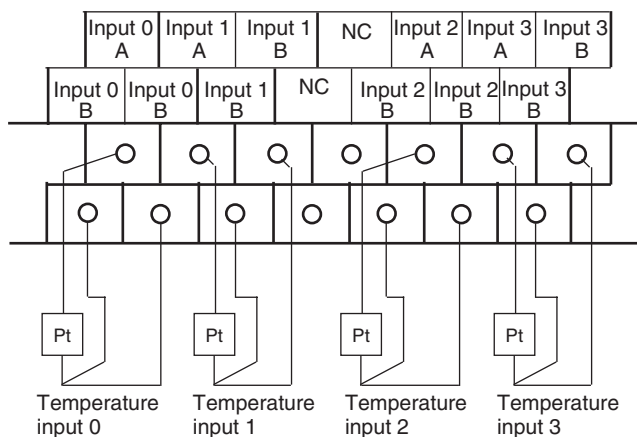 Input 0 Input 1 Input 1 NC Input 2 Input 3 Input 3
A A B A A B
Input 0 Input 0 Input 1 NC Input 2 Input 2 Input 3
B B B B B B
Pt Pt Pt Pt
Temperature Temperature Temperature Temperature
input 0 input 1 input 2 input 3